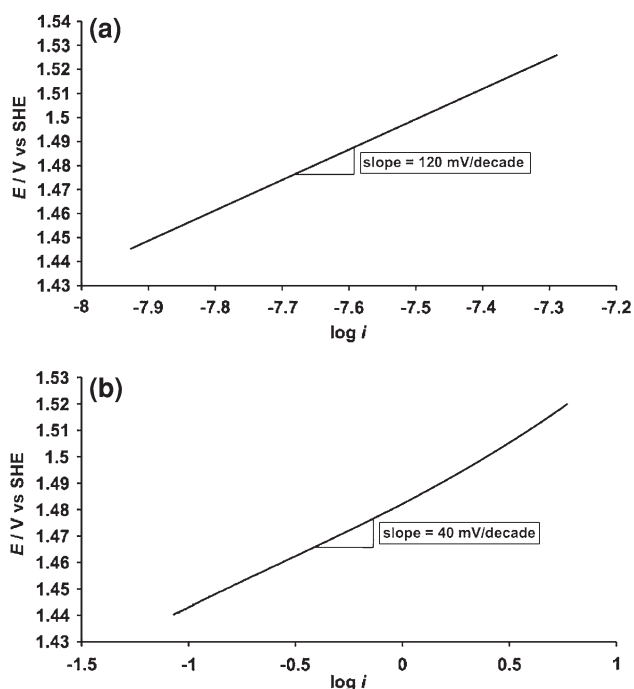 (a)
E / V vs SHE
1.54
1.53
1.52
1.51
1.5
1.49
1.48
1.47
1.46
1.45
1.44
1.43
slope = 120 mV/decade
-8 -7.9 -7.8 -7.7 -7.6 -7.5 -7.4 -7.3 -7.2
log i
(b)
E / V vs SHE
1.53
1.52
1.51
1.5
1.49
1.48
1.47
1.46
1.45
1.44
1.43
slope = 40 mV/decade
-1.5 -1 -0.5 0 0.5 1
log i